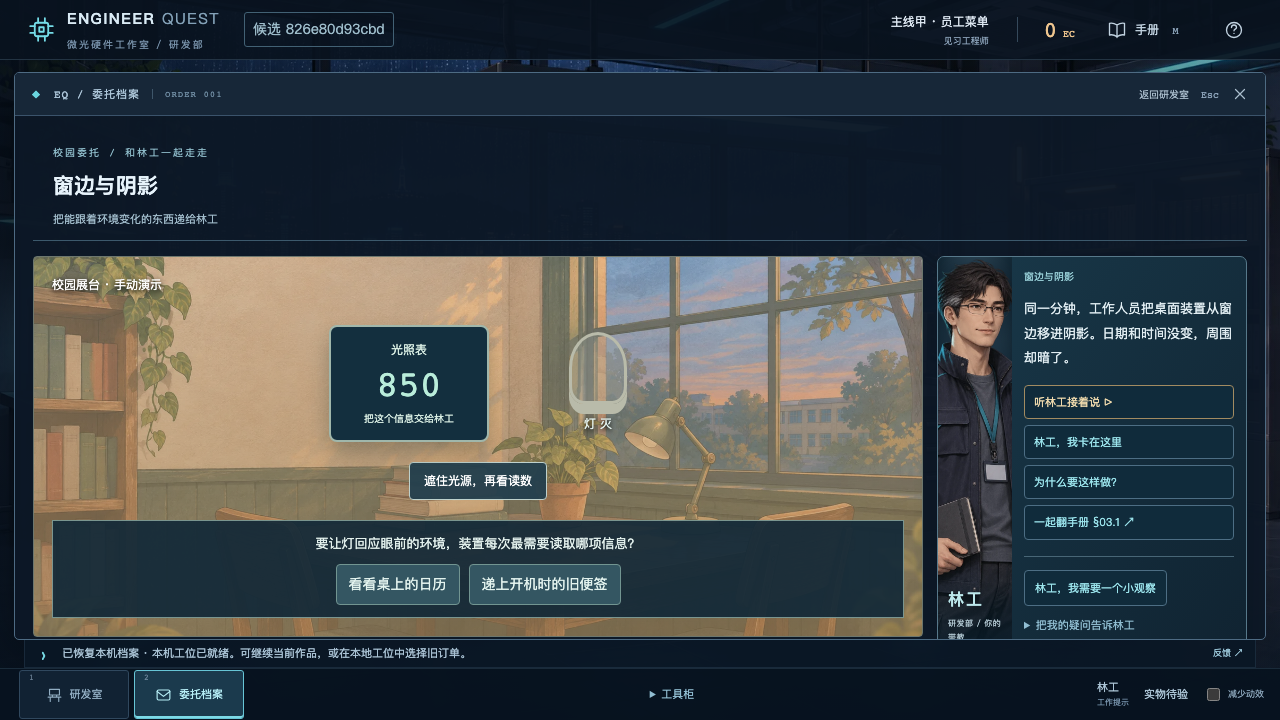 ENGINEER QUEST
微光硬件工作室 / 研发部
候选 826e80d93cbd
主线甲 · 员工菜单
见习工程师
0 EC
手册 M
EQ / 委托档案
ORDER 001
返回研发室 Esc
校园委托 / 和林工一起走走
窗边与阴影
把能跟着环境变化的东西递给林工
校园展台 · 手动演示
光照表
850
把这个信息交给林工
灯 灭
遮住光源，再看读数
要让灯回应眼前的环境，装置每次最需要读取哪项信息？
看看桌上的日历
递上开机时的旧便签
窗边与阴影
同一分钟，工作人员把桌面装置从窗
边移进阴影。日期和时间没变，周围
却暗了。
听林工接着说
林工，我卡在这里
为什么要这样做？
一起翻手册 §03.1 ↗
林工，我需要一个小观察
把我的疑问告诉林工
林工
研发部 / 你的
带教
已恢复本机档案 · 本机工位已就绪。可继续当前作品，或在本地工位中选择旧订单。
反馈 ↗
1
研发室
2
委托档案
工具柜
林工
工作提示
实物待验
减少动效